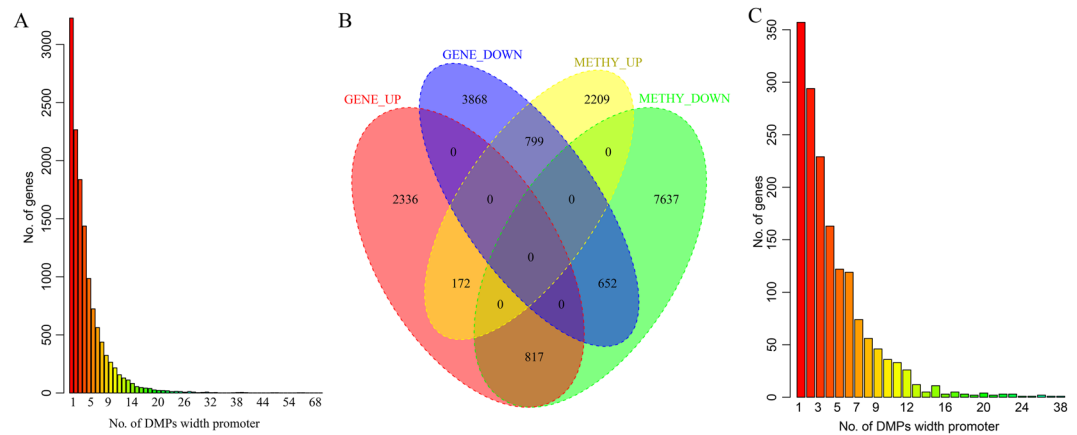 A
No. of genes
3000
2500
2000
1500
1000
500
0
1 5 9 14 20 26 32 38 44 54 68
No. of DMPs width promoter
B
GENE_DOWN
METHY_UP
GENE_UP
METHY_DOWN
3868
2209
799
0
0
2336
0
0
7637
0
172
652
0
0
817
C
No. of genes
350
300
250
200
150
100
50
0
1 3 5 7 9 12 16 20 24 38
No. of DMPs width promoter